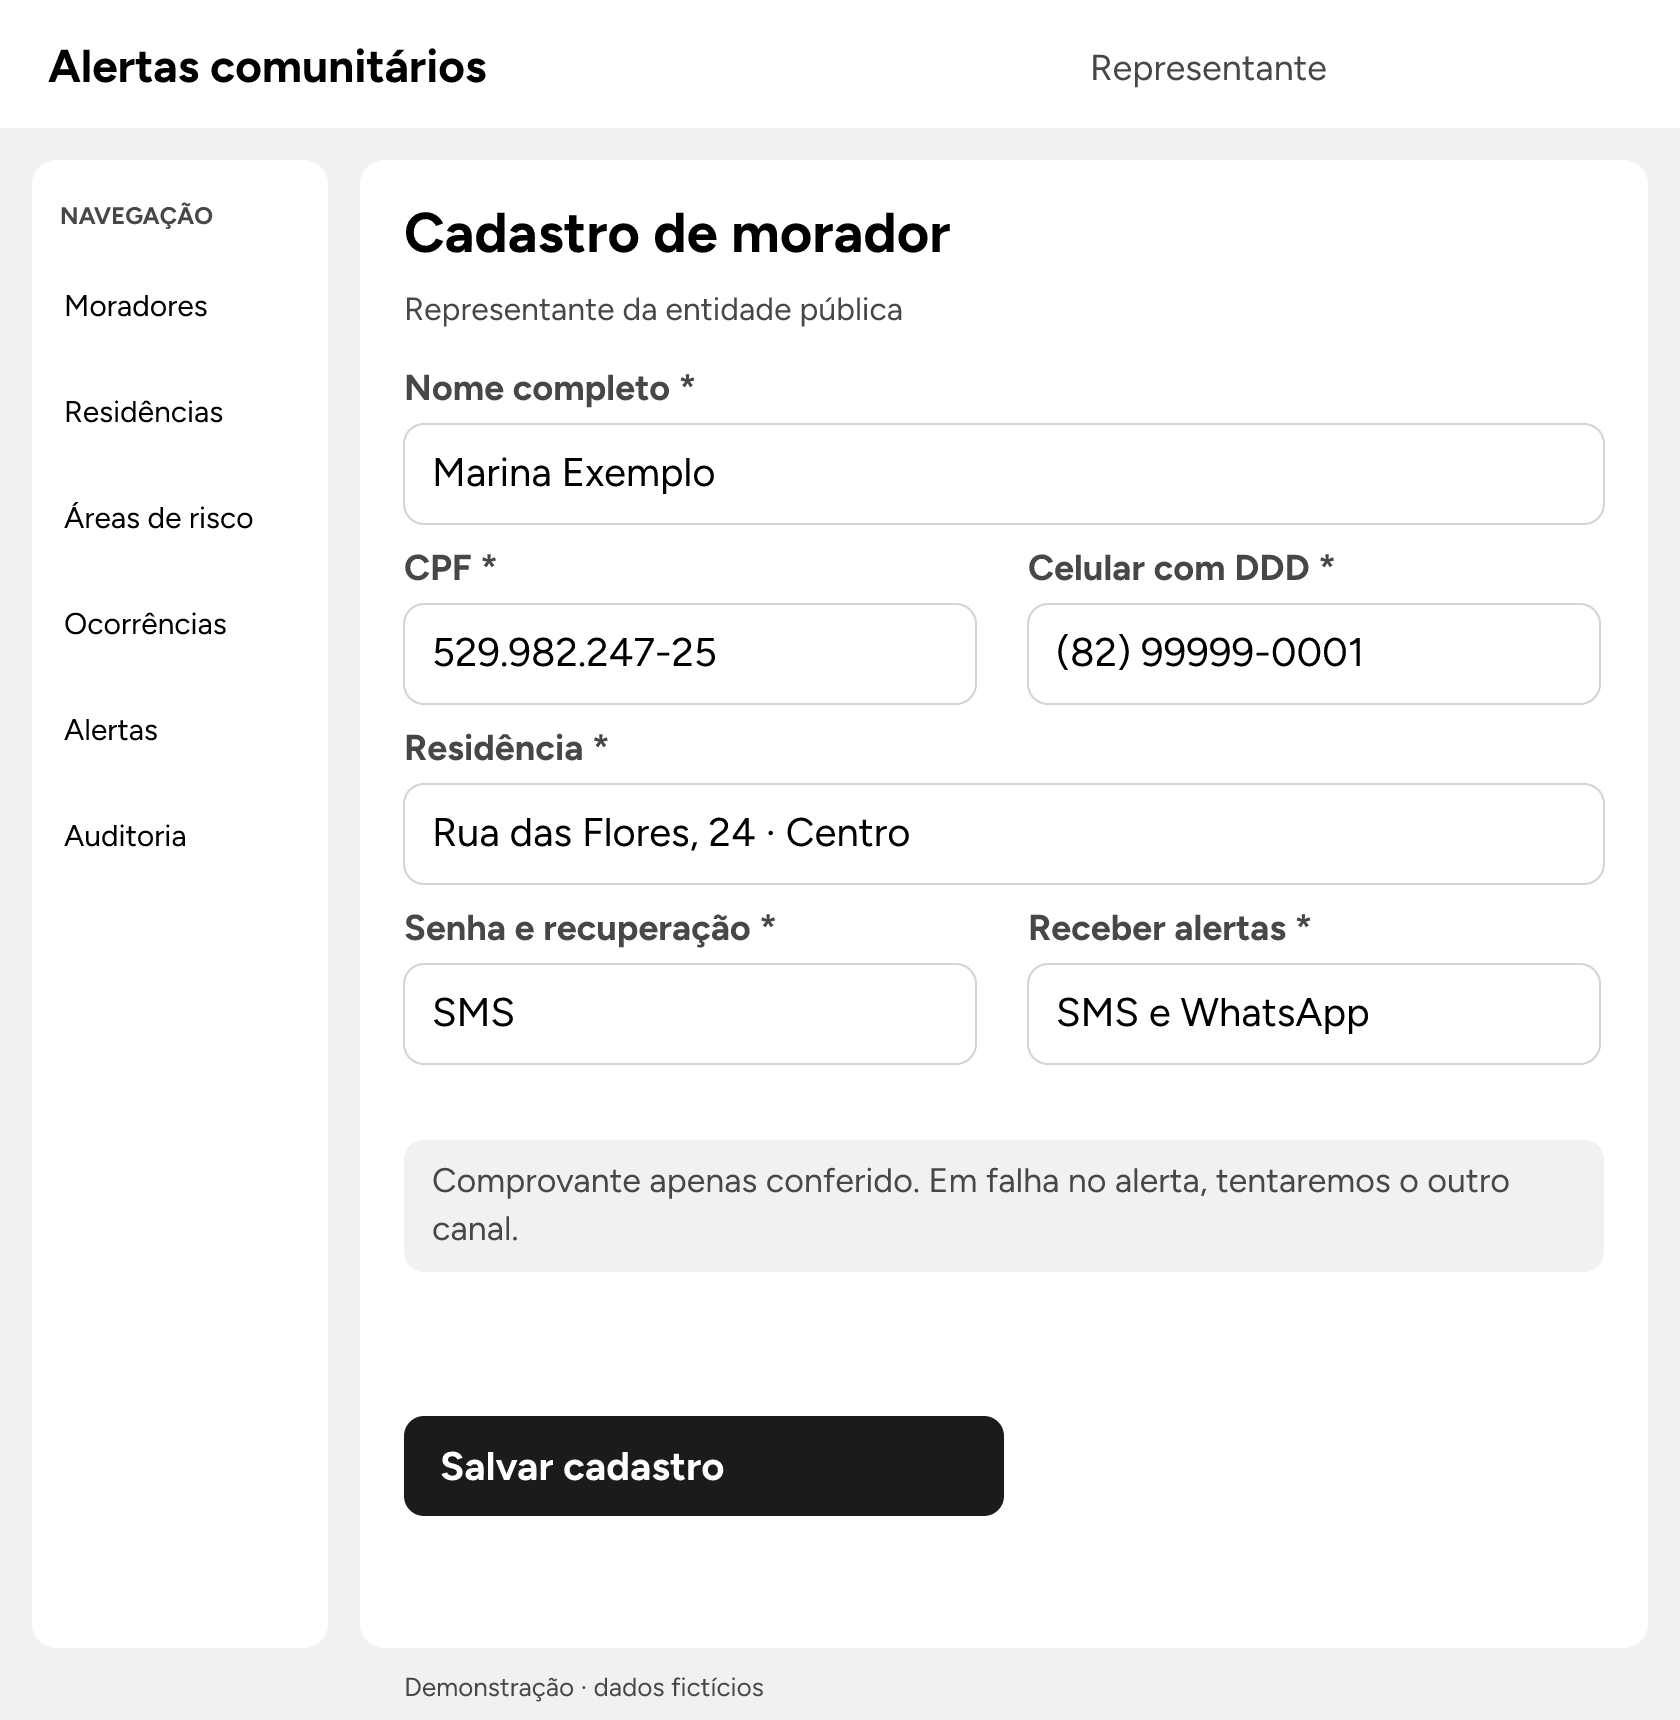 Alertas comunitários
Representante
NAVEGAÇÃO
Moradores
Residências
Áreas de risco
Ocorrências
Alertas
Auditoria
Cadastro de morador
Representante da entidade pública
Nome completo *
Marina Exemplo
CPF *
529.982.247-25
Celular com DDD *
(82) 99999-0001
Residência *
Rua das Flores, 24 · Centro
Senha e recuperação *
SMS
Receber alertas *
SMS e WhatsApp
Comprovante apenas conferido. Em falha no alerta, tentaremos o outro
canal.
Salvar cadastro
Demonstração · dados fictícios